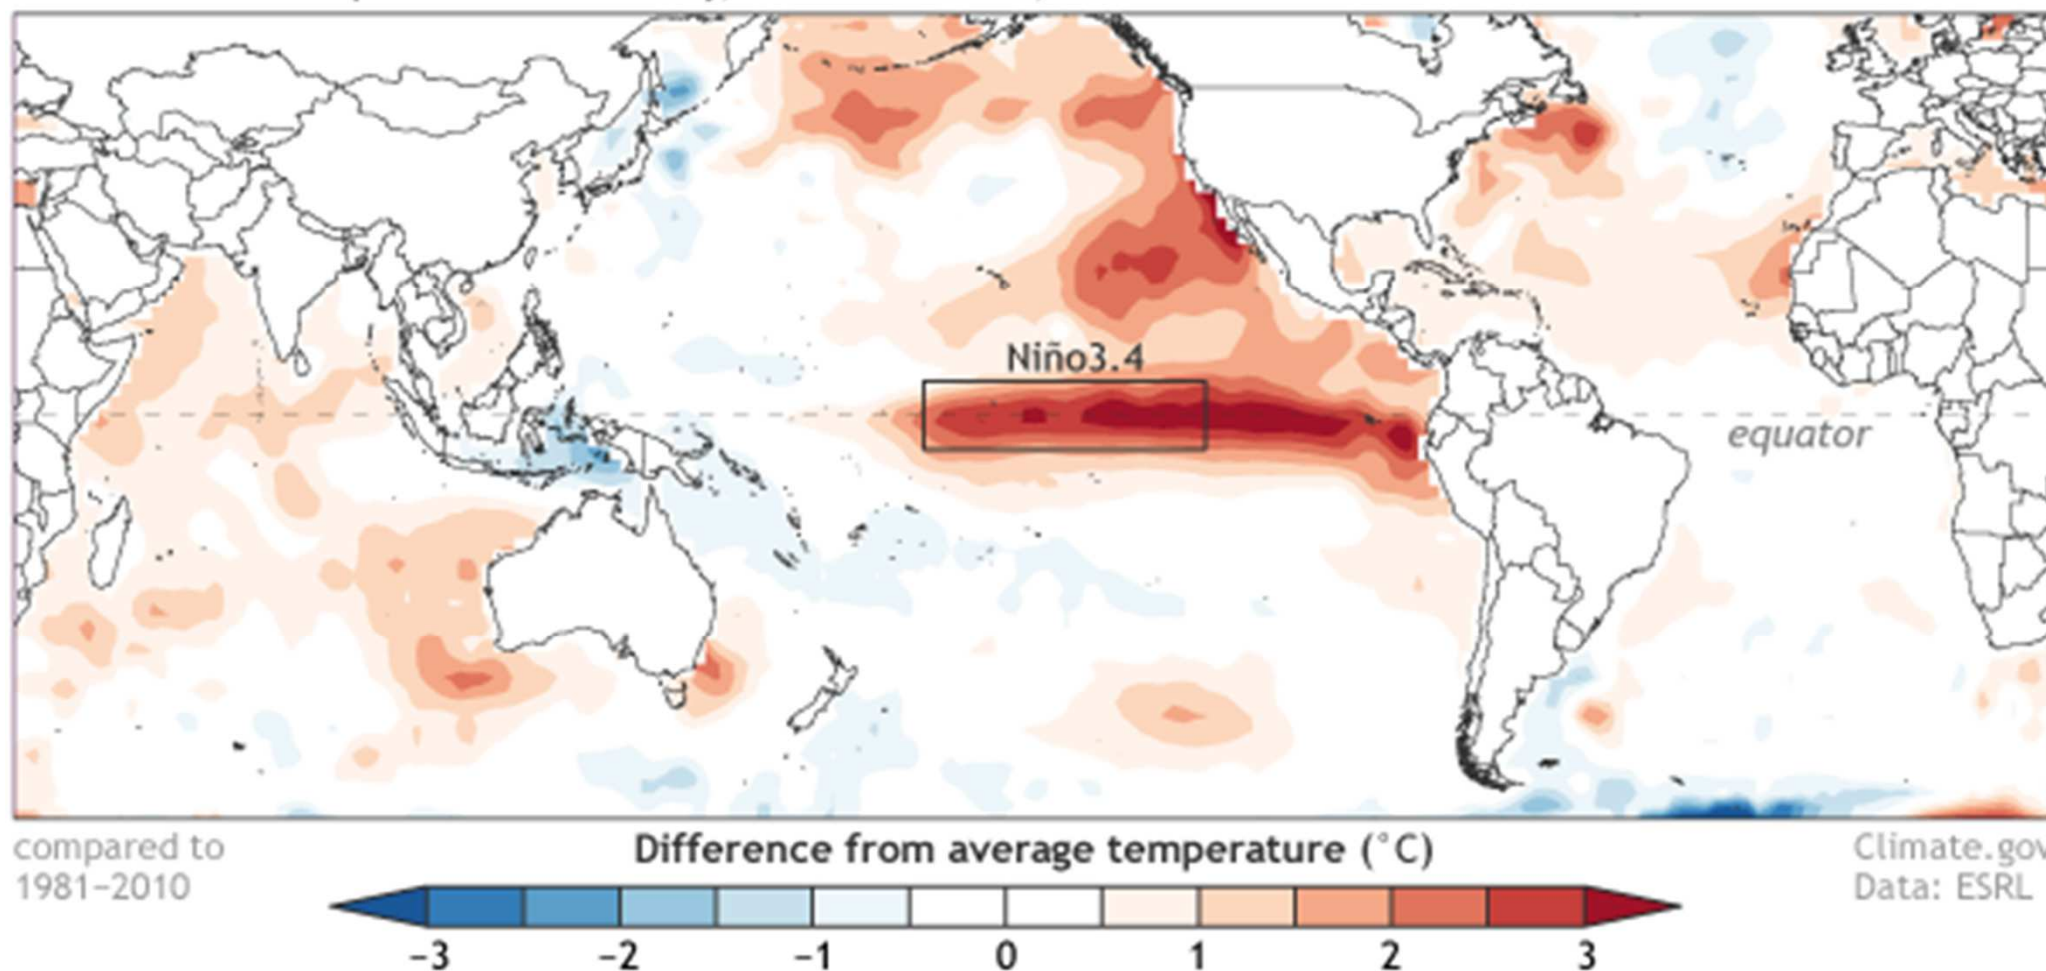 Niño3.4
equator
compared to
1981–2010
Difference from average temperature (°C)
Climate.gov
Data: ESRL
−3 −2 −1 0 1 2 3